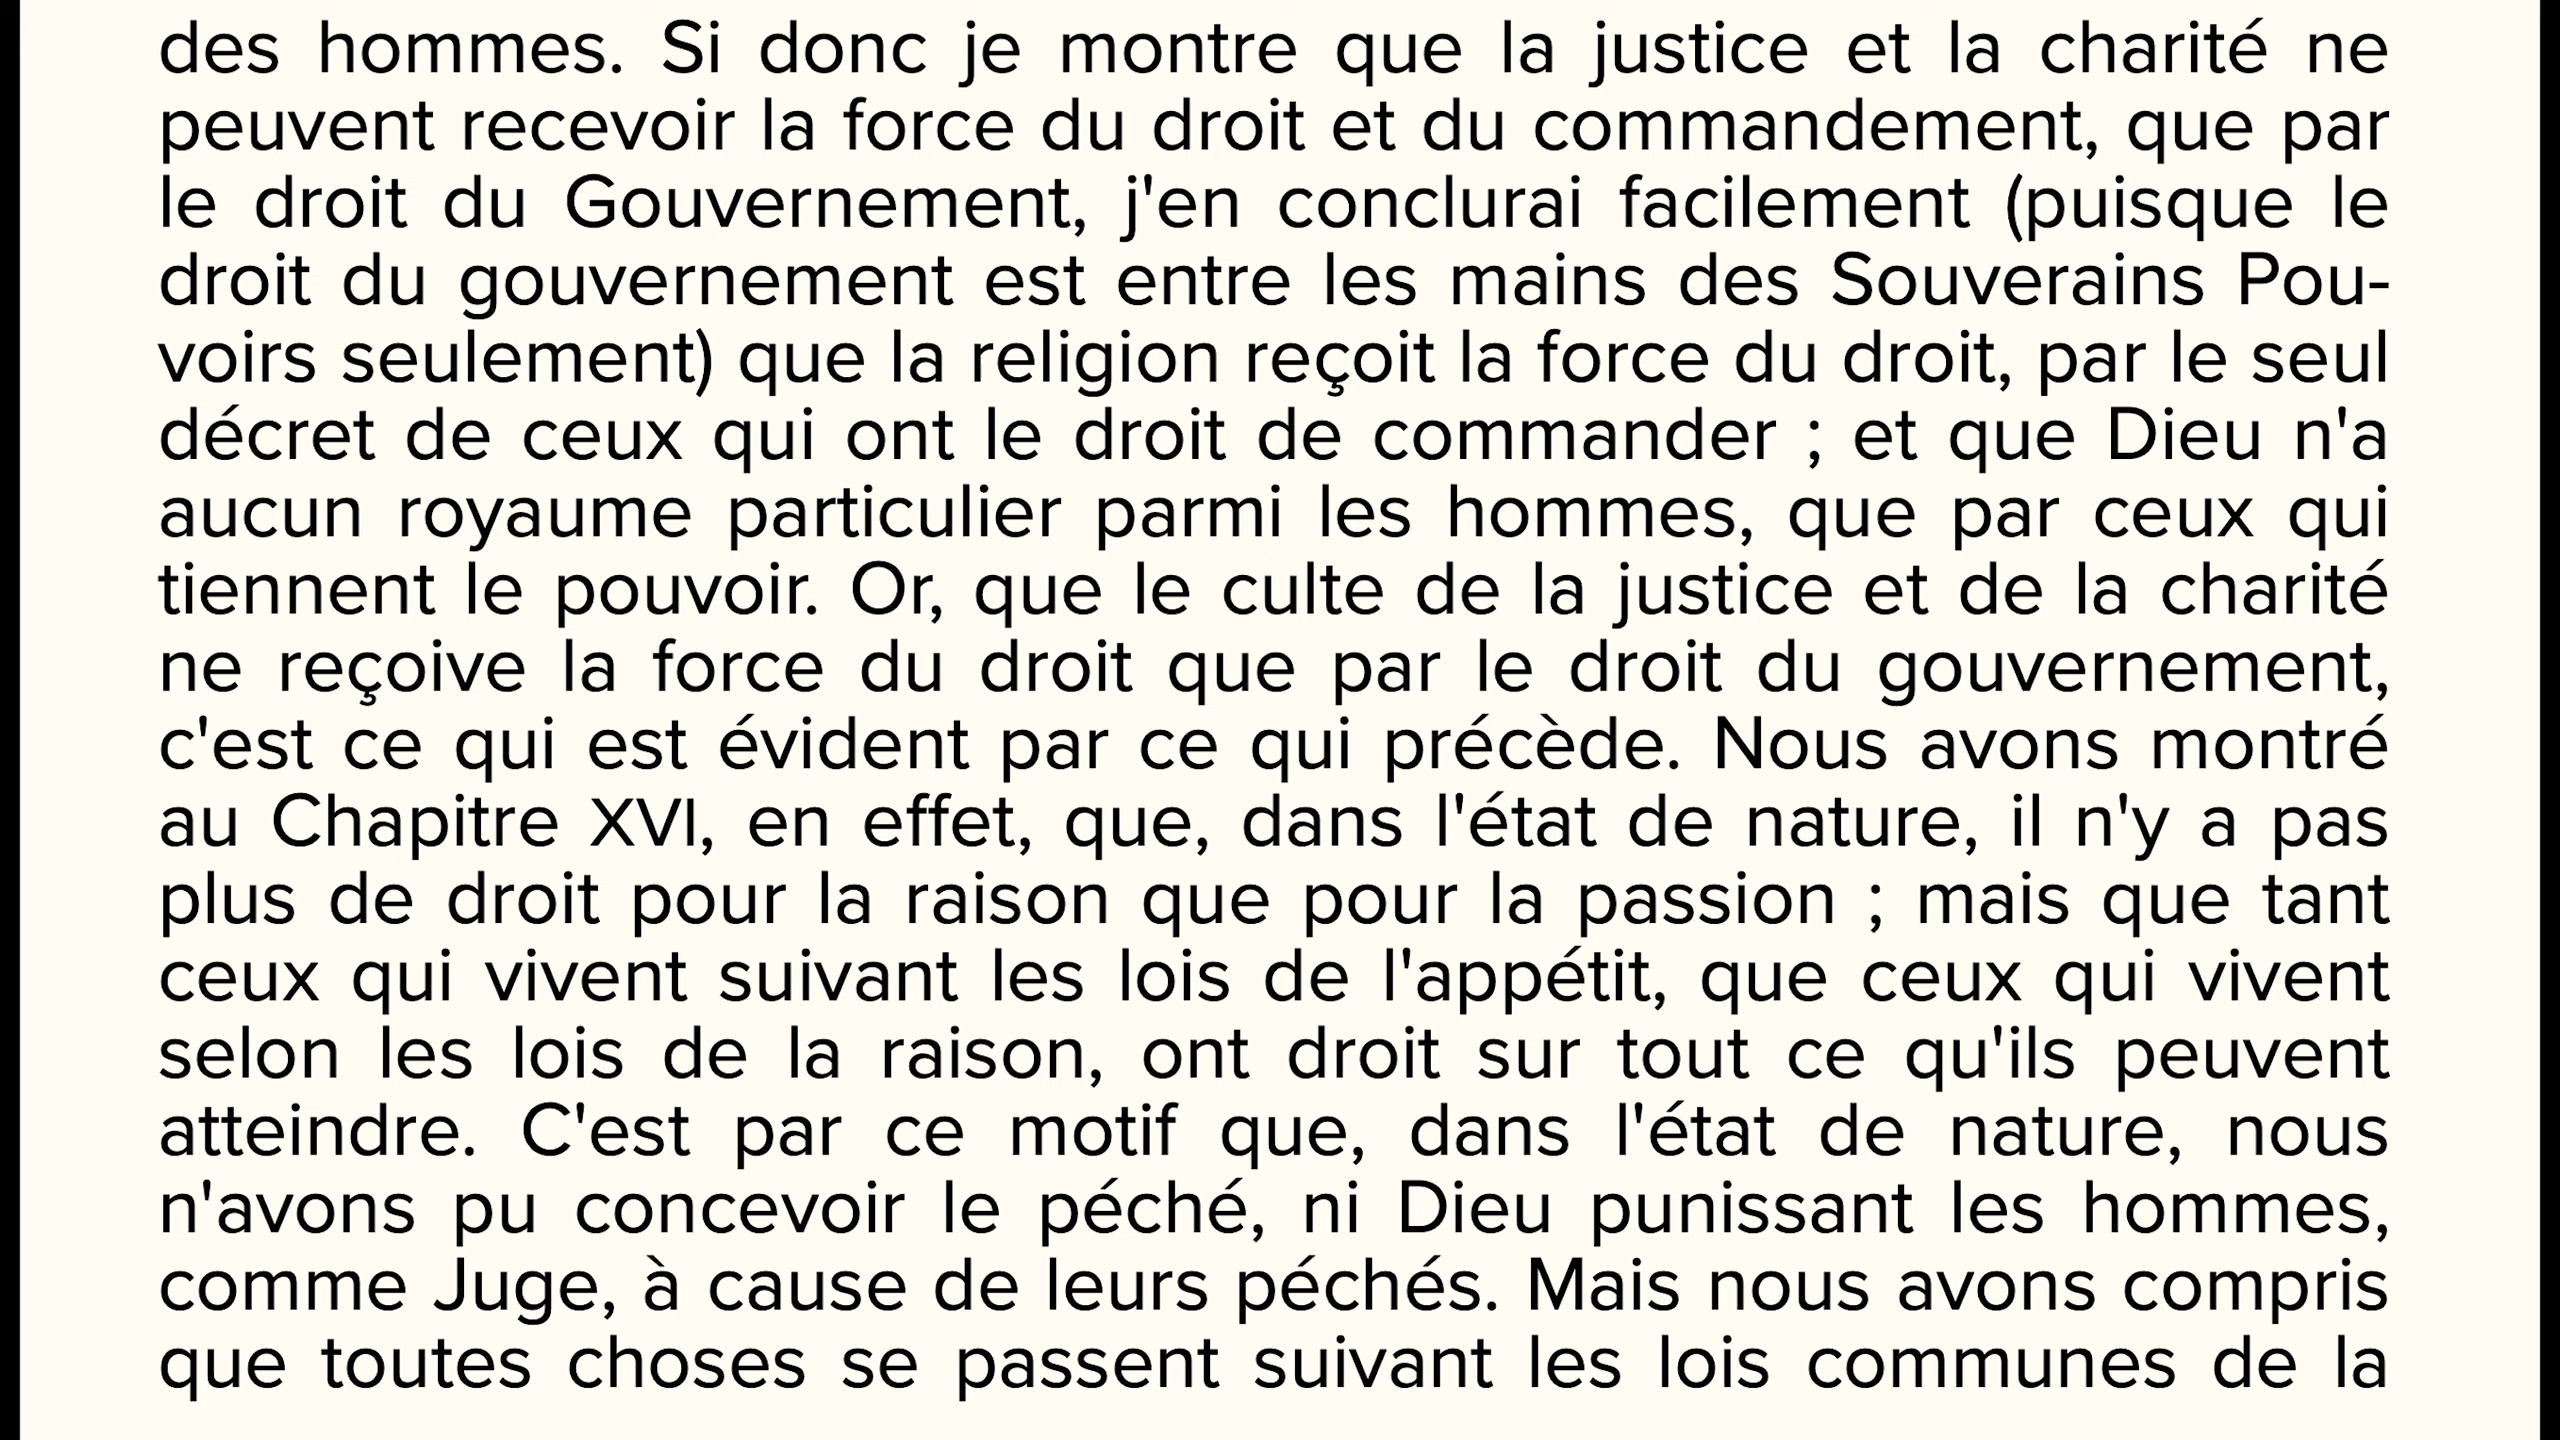 des hommes. Si donc je montre que la justice et la charité ne
peuvent recevoir la force du droit et du commandement, que par
le droit du Gouvernement, j'en conclurai facilement (puisque le
droit du gouvernement est entre les mains des Souverains Pou-
voirs seulement) que la religion reçoit la force du droit, par le seul
décret de ceux qui ont le droit de commander ; et que Dieu n'a
aucun royaume particulier parmi les hommes, que par ceux qui
tiennent le pouvoir. Or, que le culte de la justice et de la charité
ne reçoive la force du droit que par le droit du gouvernement,
c'est ce qui est évident par ce qui précède. Nous avons montré
au Chapitre XVI, en effet, que, dans l'état de nature, il n'y a pas
plus de droit pour la raison que pour la passion ; mais que tant
ceux qui vivent suivant les lois de l'appétit, que ceux qui vivent
selon les lois de la raison, ont droit sur tout ce qu'ils peuvent
atteindre. C'est par ce motif que, dans l'état de nature, nous
n'avons pu concevoir le péché, ni Dieu punissant les hommes,
comme Juge, à cause de leurs péchés. Mais nous avons compris
que toutes choses se passent suivant les lois communes de la